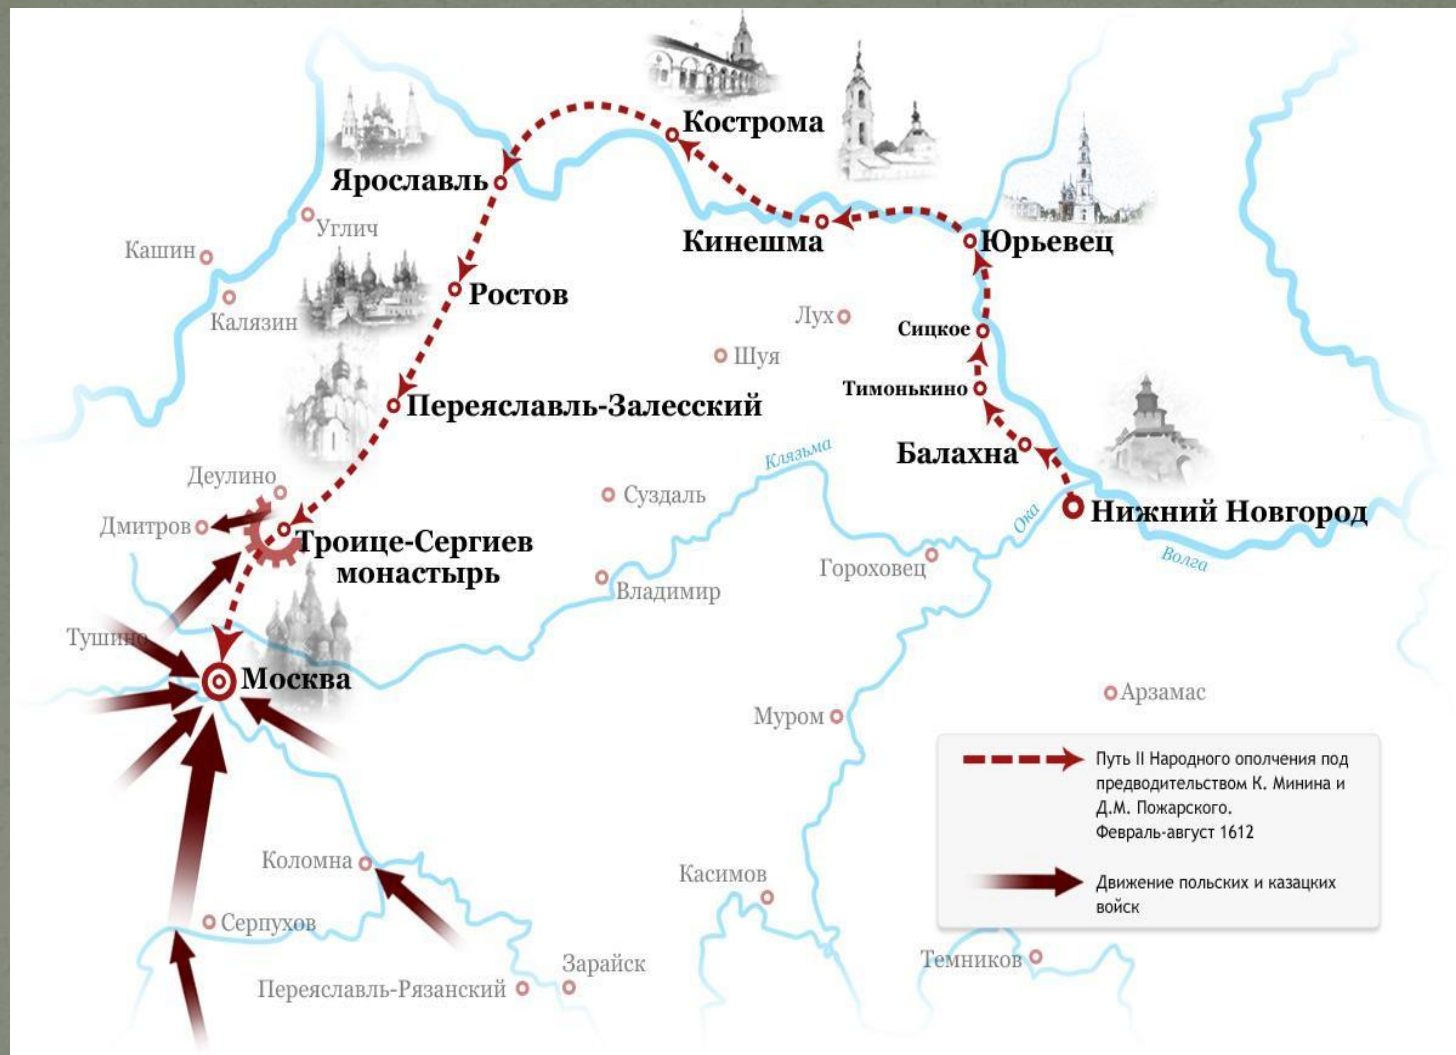 Кострома
Ярославль
Углич
Кинешма
Юрьевец
Кашин
Ростов
Калязин
Лух
Сицкое
Шуя
Тимонькино
Переяславль-Залесский
Балахна
Клязьма
Деулино
Суздаль
Дмитров
Ока
Нижний Новгород
Троице-Сергиев
монастырь
Волга
Гороховец
Владимир
Тушино
Москва
Арзамас
Муром
Путь II Народного ополчения под
предводительством К. Минина и
Д.М. Пожарского.
Февраль-август 1612
Коломна
Касимов
Движение польских и казацких
войск
Серпухов
Темников
Зарайск
Переяславль-Рязанский